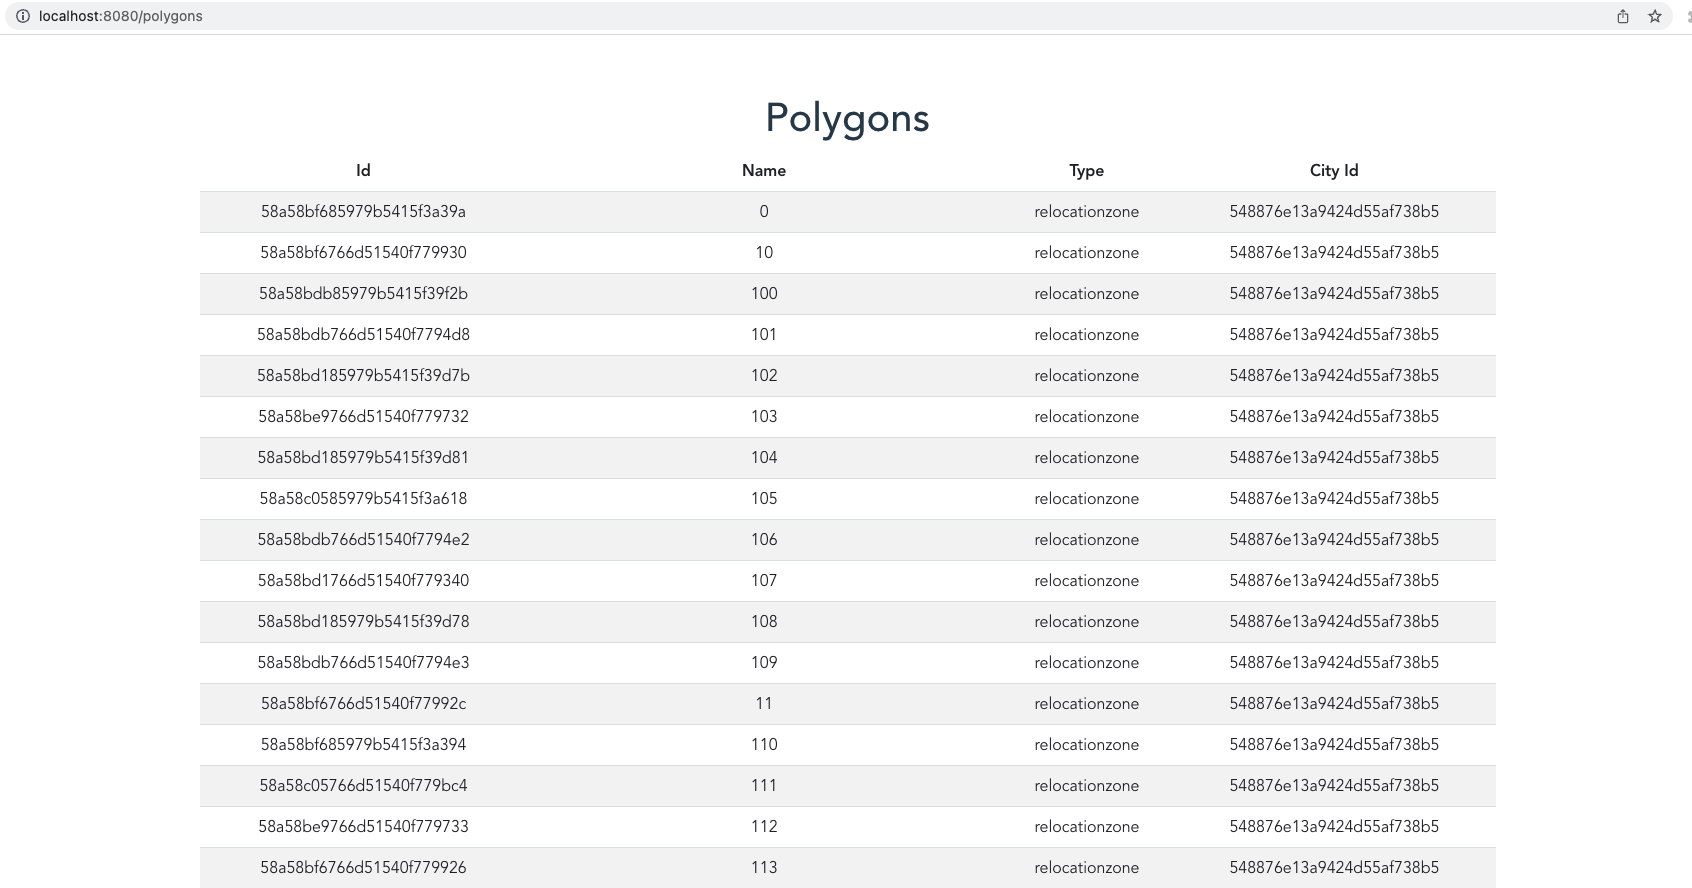 localhost:8080/polygons
Polygons
Id Name Type City Id
58a58bf685979b5415f3a39a 0 relocationzone 548876e13a9424d55af738b5
58a58bf6766d51540f779930 10 relocationzone 548876e13a9424d55af738b5
58a58bdb85979b5415f39f2b 100 relocationzone 548876e13a9424d55af738b5
58a58bdb766d51540f7794d8 101 relocationzone 548876e13a9424d55af738b5
58a58bd185979b5415f39d7b 102 relocationzone 548876e13a9424d55af738b5
58a58be9766d51540f779732 103 relocationzone 548876e13a9424d55af738b5
58a58bd185979b5415f39d81 104 relocationzone 548876e13a9424d55af738b5
58a58c0585979b5415f3a618 105 relocationzone 548876e13a9424d55af738b5
58a58bdb766d51540f7794e2 106 relocationzone 548876e13a9424d55af738b5
58a58bd1766d51540f779340 107 relocationzone 548876e13a9424d55af738b5
58a58bd185979b5415f39d78 108 relocationzone 548876e13a9424d55af738b5
58a58bdb766d51540f7794e3 109 relocationzone 548876e13a9424d55af738b5
58a58bf6766d51540f77992c 11 relocationzone 548876e13a9424d55af738b5
58a58bf685979b5415f3a394 110 relocationzone 548876e13a9424d55af738b5
58a58c05766d51540f779bc4 111 relocationzone 548876e13a9424d55af738b5
58a58be9766d51540f779733 112 relocationzone 548876e13a9424d55af738b5
58a58bf6766d51540f779926 113 relocationzone 548876e13a9424d55af738b5